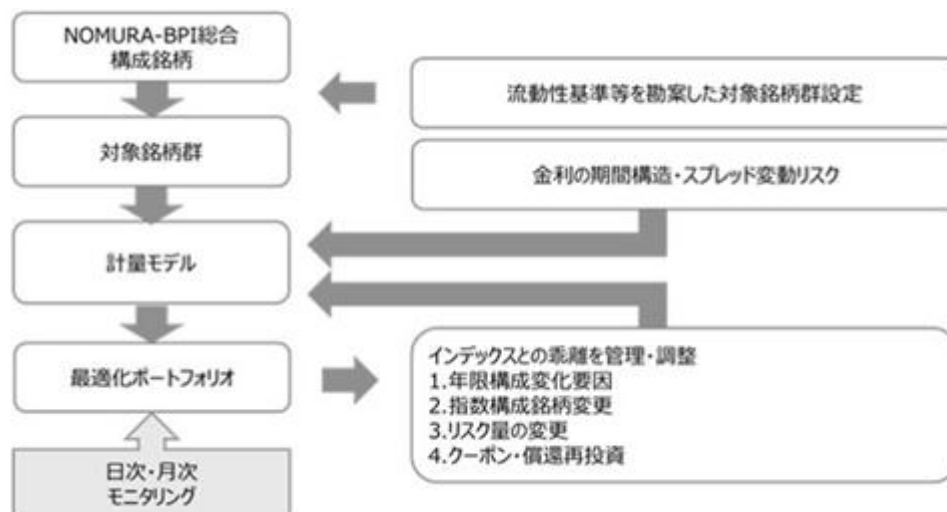 NOMURA-BPI総合
構成銘柄
流動性基準等を勘案した対象銘柄群設定
対象銘柄群
金利の期間構造・スプレッド変動リスク
計量モデル
最適化ポートフォリオ
インデックスとの乖離を管理・調整
1.年限構成変化要因
2.指数構成銘柄変更
3.リスク量の変更
4.クーポン・償還再投資
日次・月次
モニタリング